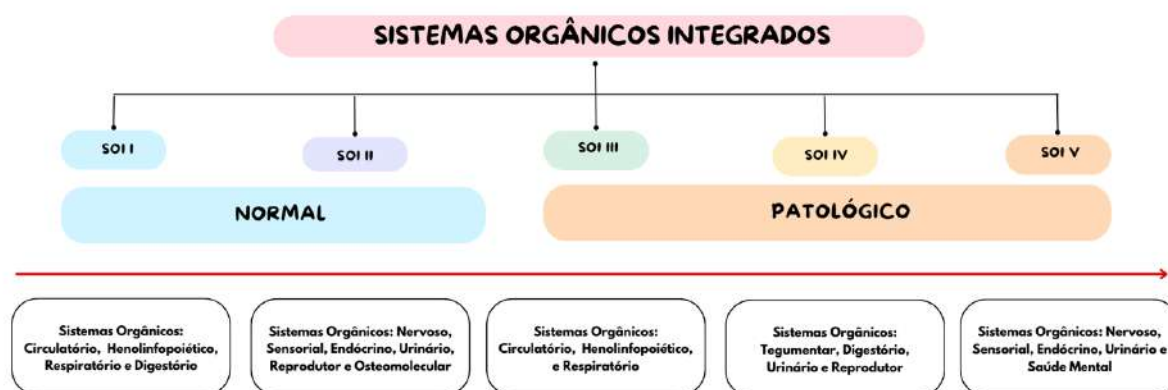 SISTEMAS ORGÂNICOS INTEGRADOS
SOI I
SOI II
SOI III
SOI IV
SOI V
NORMAL
PATOLÓGICO
Sistemas Orgânicos:
Circulatório, Henolinfopoiético,
Respiratório e Digestório
Sistemas Orgânicos: Nervoso,
Sensorial, Endócrino, Urinário,
Reprodutor e Osteomolecular
Sistemas Orgânicos:
Circulatório, Henolinfopoiético,
e Respiratório
Sistemas Orgânicos:
Tegumentar, Digestório,
Urinário e Reprodutor
Sistemas Orgânicos: Nervoso,
Sensorial, Endócrino, Urinário e
Saúde Mental